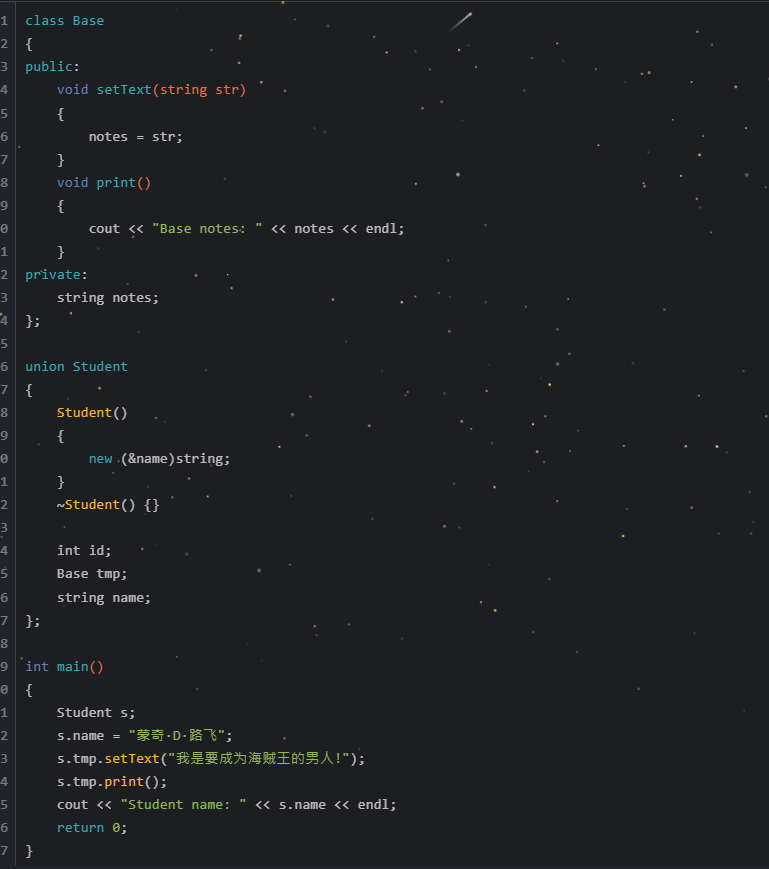 1 class Base
2 {
3 public:
4     void setText(string str)
5     {
6         notes = str;
7     }
8     void print()
9     {
0         cout << "Base notes: " << notes << endl;
1     }
2 private:
3     string notes;
4 };
5
6 union Student
7 {
8     Student()
9     {
0         new (&name)string;
1     }
2     ~Student() {}
3
4     int id;
5     Base tmp;
6     string name;
7 };
8
9 int main()
0 {
1     Student s;
2     s.name = "蒙奇·D·路飞";
3     s.tmp.setText("我是要成为海贼王的男人!");
4     s.tmp.print();
5     cout << "Student name: " << s.name << endl;
6     return 0;
7 }